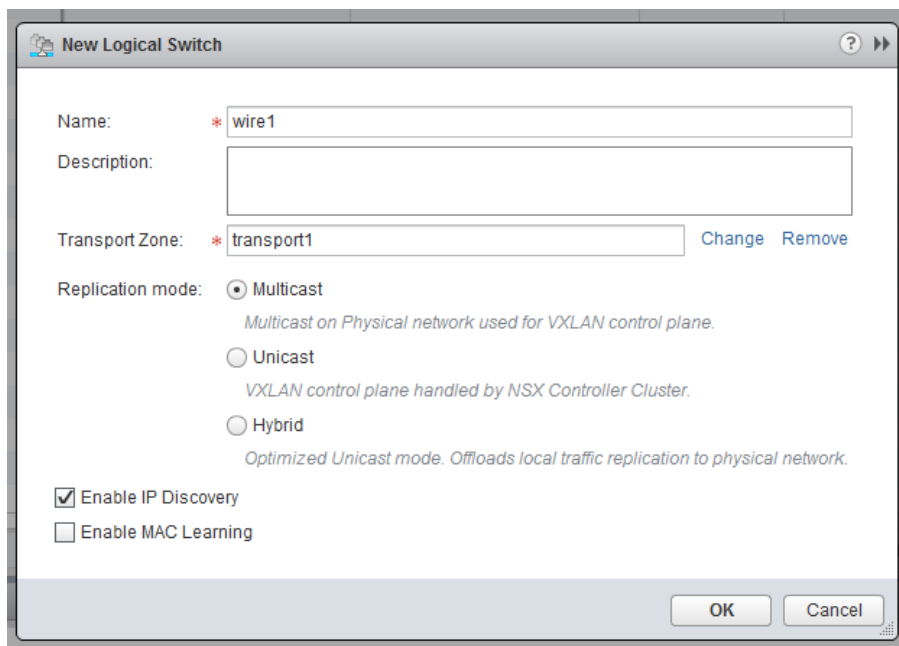 New Logical Switch ?
Name: * wire1
Description:
Transport Zone: * transport1 Change Remove
Replication mode: Multicast
Multicast on Physical network used for VXLAN control plane.
Unicast
VXLAN control plane handled by NSX Controller Cluster.
Hybrid
Optimized Unicast mode. Offloads local traffic replication to physical network.
Enable IP Discovery
Enable MAC Learning
OK Cancel